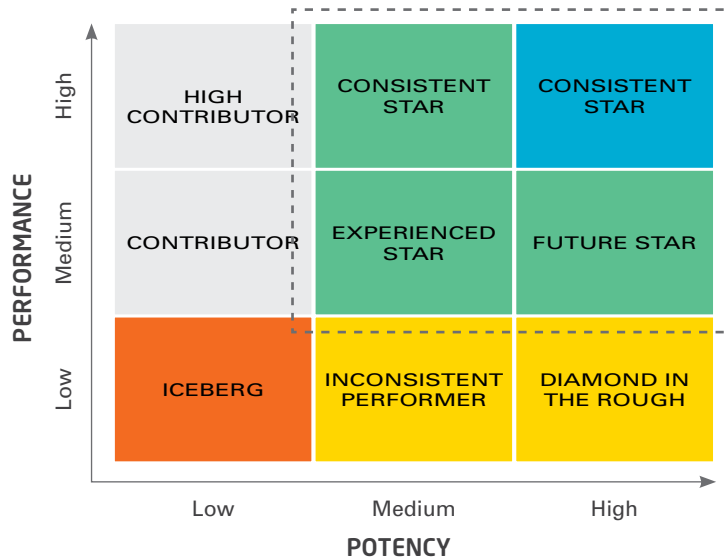 PERFORMANCE
High
HIGH
CONTRIBUTOR
CONSISTENT
STAR
CONSISTENT
STAR
Medium
CONTRIBUTOR
EXPERIENCED
STAR
FUTURE STAR
Low
ICEBERG
INCONSISTENT
PERFORMER
DIAMOND IN
THE ROUGH
Low
Medium
High
POTENCY